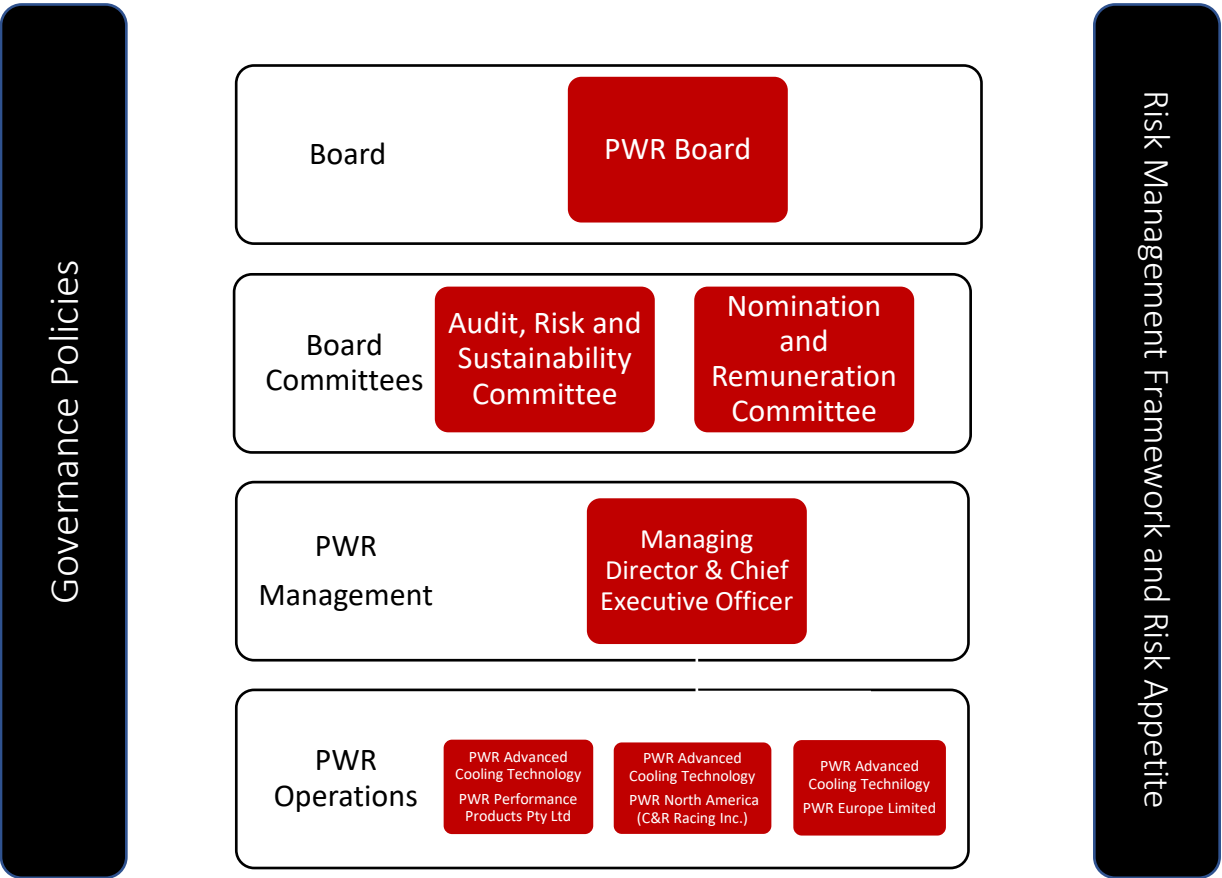 Governance Policies
Board
PWR Board
Board
Committees
Audit, Risk and
Sustainability
Committee
Nomination
and
Remuneration
Committee
PWR
Management
Managing
Director & Chief
Executive Officer
PWR
Operations
PWR Advanced
Cooling Technology
PWR Performance
Products Pty Ltd
PWR Advanced
Cooling Technology
PWR North America
(C&R Racing Inc.)
PWR Advanced
Cooling Technilogy
PWR Europe Limited
Risk Management Framework and Risk Appetite